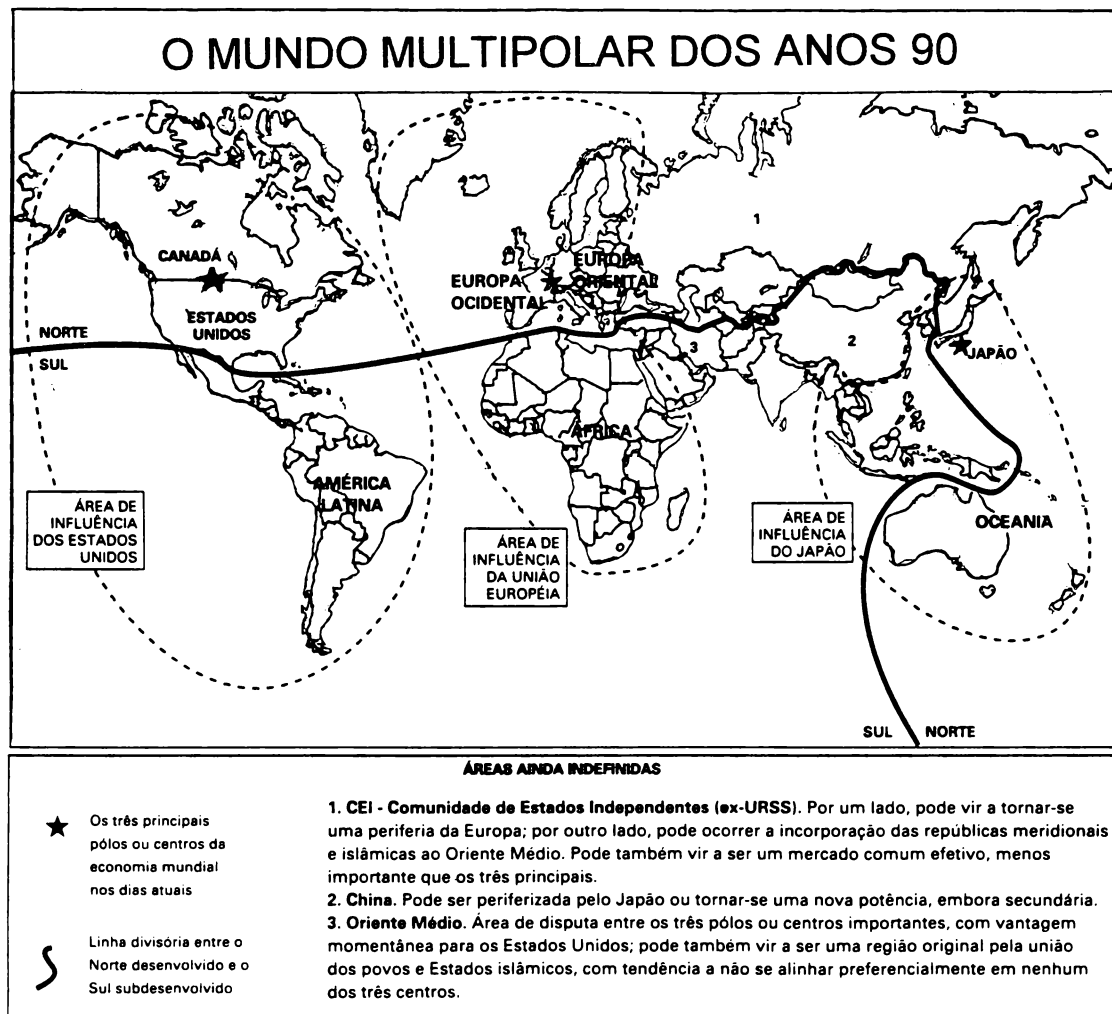 O MUNDO MULTIPOLAR DOS ANOS 90
1
CANADÁ
EUROPA
ORIENTAL
EUROPA
OCIDENTAL
ESTADOS
UNIDOS
NORTE
SUL
3
2
JAPÃO
ÁFRICA
AMÉRICA
LATINA
ÁREA DE
INFLUÊNCIA
DOS ESTADOS
UNIDOS
ÁREA DE
INFLUÊNCIA
DA UNIÃO
EUROPÉIA
ÁREA DE
INFLUÊNCIA
DO JAPÃO
OCEANIA
SUL NORTE
ÁREAS AINDA INDEFINIDAS
Os três principais
pólos ou centros da
economia mundial
nos dias atuais
Linha divisória entre o
Norte desenvolvido e o
Sul subdesenvolvido
1. CEI - Comunidade de Estados Independentes (ex-URSS). Por um lado, pode vir a tornar-se
uma periferia da Europa; por outro lado, pode ocorrer a incorporação das repúblicas meridionais
e islâmicas ao Oriente Médio. Pode também vir a ser um mercado comum efetivo, menos
importante que os três principais.
2. China. Pode ser periferizada pelo Japão ou tornar-se uma nova potência, embora secundária.
3. Oriente Médio. Área de disputa entre os três pólos ou centros importantes, com vantagem
momentânea para os Estados Unidos; pode também vir a ser uma região original pela união
dos povos e Estados islâmicos, com tendência a não se alinhar preferencialmente em nenhum
dos três centros.